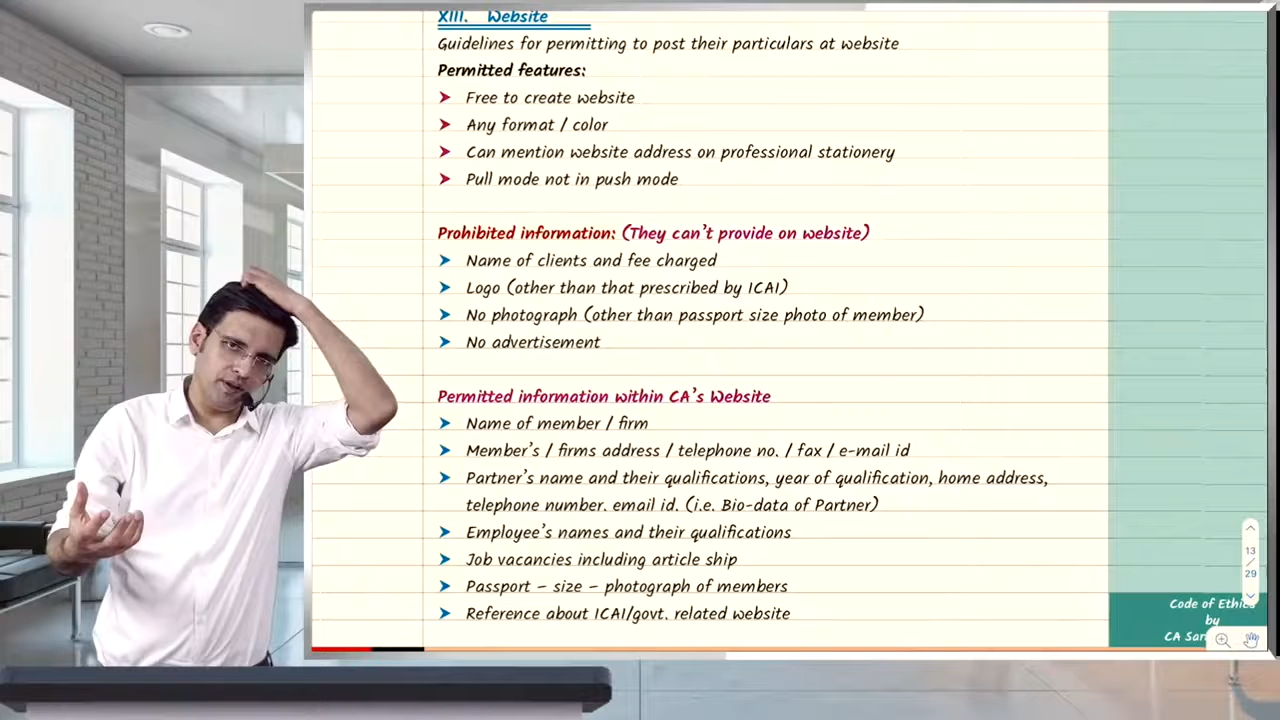 XIII. Website
Guidelines for permitting to post their particulars at website
Permitted features:
➤ Free to create website
➤ Any format / color
➤ Can mention website address on professional stationery
➤ Pull mode not in push mode
Prohibited information: (They can't provide on website)
➤ Name of clients and fee charged
➤ Logo (other than that prescribed by ICAI)
➤ No photograph (other than passport size photo of member)
➤ No advertisement
Permitted information within CA's Website
➤ Name of member / firm
➤ Member's / firms address / telephone no. / fax / e-mail id
➤ Partner's name and their qualifications, year of qualification, home address,
telephone number. email id. (i.e. Bio-data of Partner)
➤ Employee's names and their qualifications
➤ Job vacancies including article ship
➤ Passport – size – photograph of members
➤ Reference about ICAI/govt. related website
13
/
29
Code of Ethics
by
CA